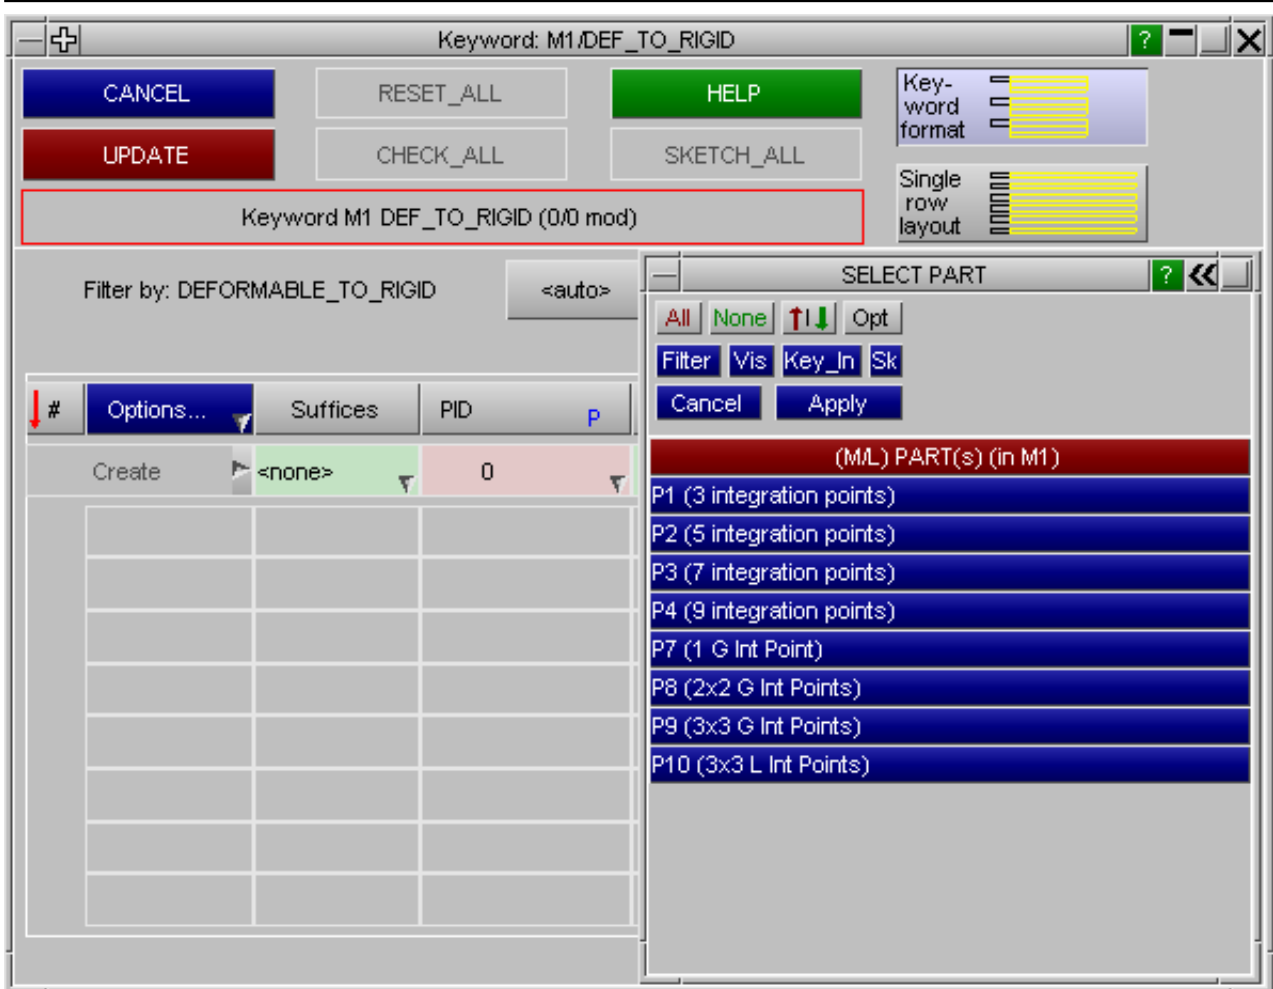 Keyword: M1/DEF_TO_RIGID ?
CANCEL RESET_ALL HELP
Key-
word
format
UPDATE CHECK_ALL SKETCH_ALL
Single
row
layout
Keyword M1 DEF_TO_RIGID (0/0 mod)
Filter by: DEFORMABLE_TO_RIGID <auto>
# Options... Suffices PID P
Create <none> 0
SELECT PART ?
All None Opt
Filter Vis Key_In Sk
Cancel Apply
(M/L) PART(s) (in M1)
P1 (3 integration points)
P2 (5 integration points)
P3 (7 integration points)
P4 (9 integration points)
P7 (1 G Int Point)
P8 (2x2 G Int Points)
P9 (3x3 G Int Points)
P10 (3x3 L Int Points)